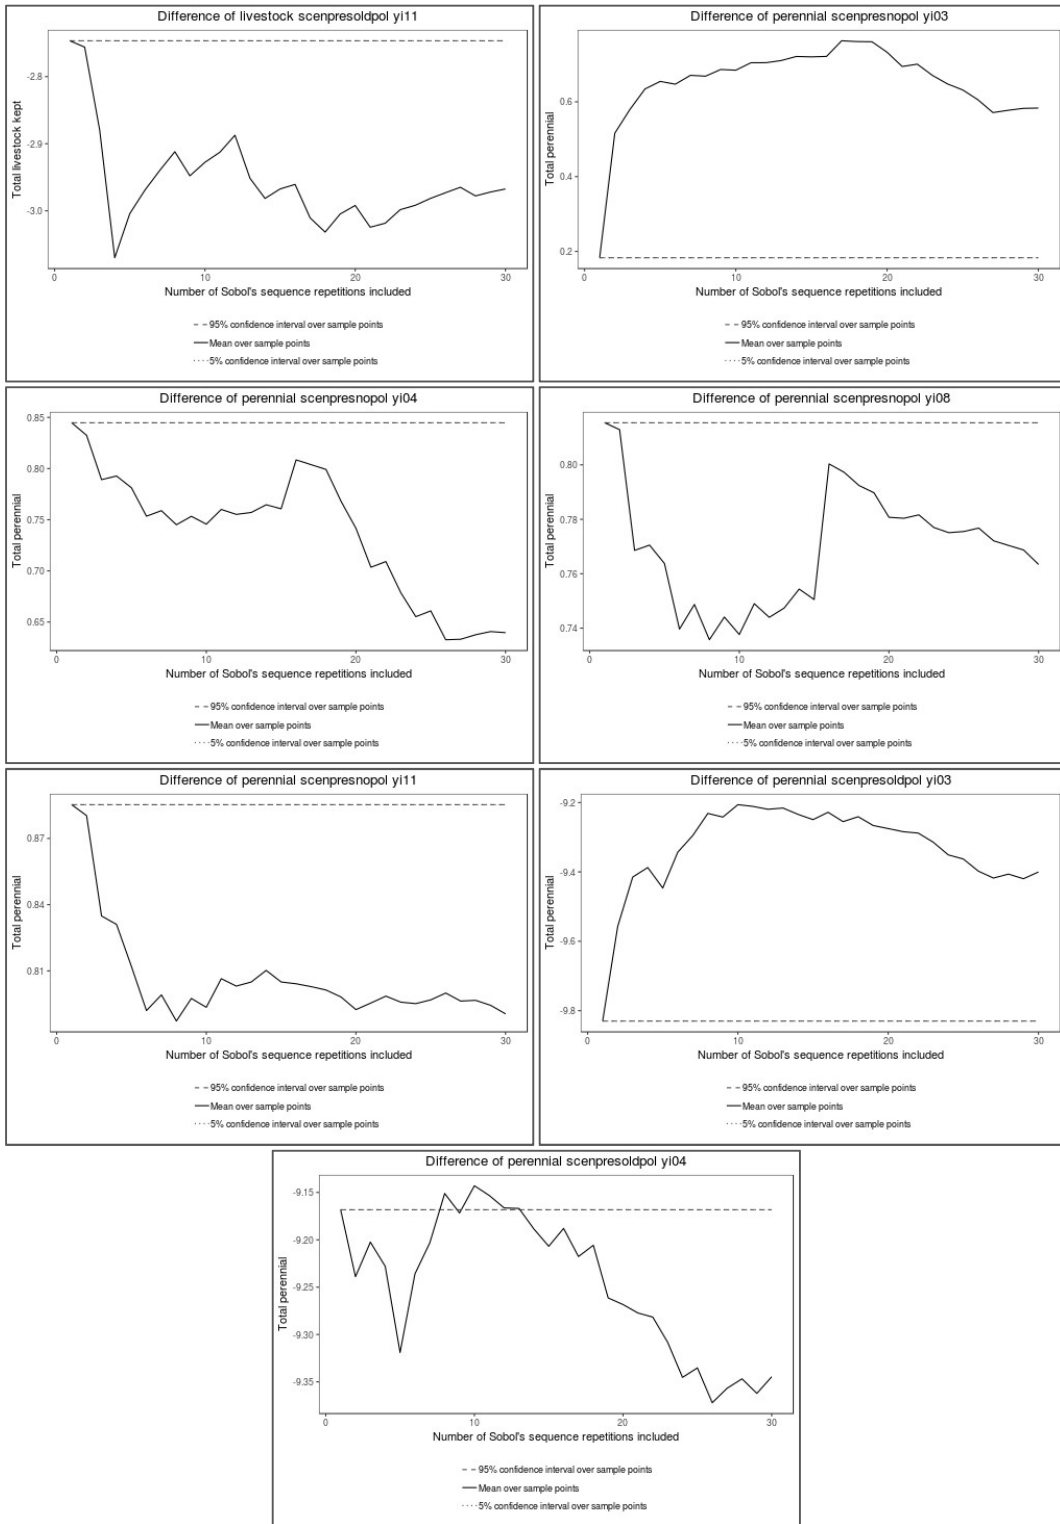 Difference of livestock scenpresoldpol yi11
Total livestock kept
-2.8
-2.9
-3.0
0 10 20 30
Number of Sobol's sequence repetitions included
95% confidence interval over sample points
Mean over sample points
5% confidence interval over sample points
Difference of perennial scenpresnopol yi03
Total perennial
0.6
0.4
0.2
0 10 20 30
Number of Sobol's sequence repetitions included
95% confidence interval over sample points
Mean over sample points
5% confidence interval over sample points
Difference of perennial scenpresnopol yi04
Total perennial
0.85
0.80
0.75
0.70
0.65
0 10 20 30
Number of Sobol's sequence repetitions included
95% confidence interval over sample points
Mean over sample points
5% confidence interval over sample points
Difference of perennial scenpresnopol yi08
Total perennial
0.80
0.78
0.76
0.74
0 10 20 30
Number of Sobol's sequence repetitions included
95% confidence interval over sample points
Mean over sample points
5% confidence interval over sample points
Difference of perennial scenpresnopol yi11
Total perennial
0.87
0.84
0.81
0 10 20 30
Number of Sobol's sequence repetitions included
95% confidence interval over sample points
Mean over sample points
5% confidence interval over sample points
Difference of perennial scenpresoldpol yi03
Total perennial
-9.2
-9.4
-9.6
-9.8
0 10 20 30
Number of Sobol's sequence repetitions included
95% confidence interval over sample points
Mean over sample points
5% confidence interval over sample points
Difference of perennial scenpresoldpol yi04
Total perennial
-9.15
-9.20
-9.25
-9.30
-9.35
0 10 20 30
Number of Sobol's sequence repetitions included
95% confidence interval over sample points
Mean over sample points
5% confidence interval over sample points